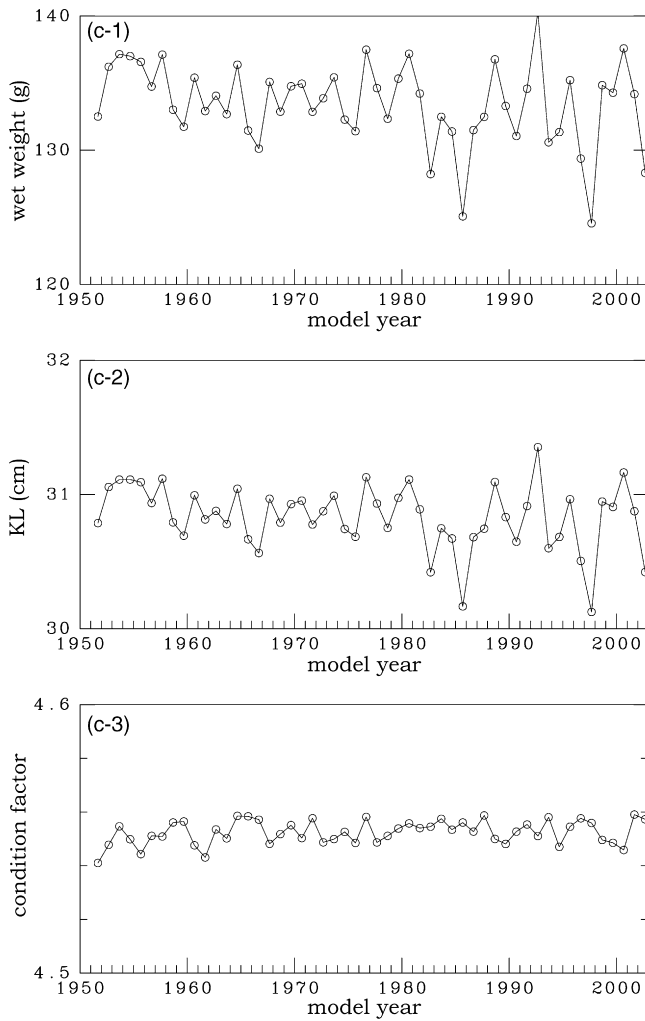 (c-1)
140
130
120
wet weight (g)
1950 1960 1970 1980 1990 2000
model year
(c-2)
32
31
30
KL (cm)
1950 1960 1970 1980 1990 2000
model year
(c-3)
4.6
4.5
condition factor
1950 1960 1970 1980 1990 2000
model year